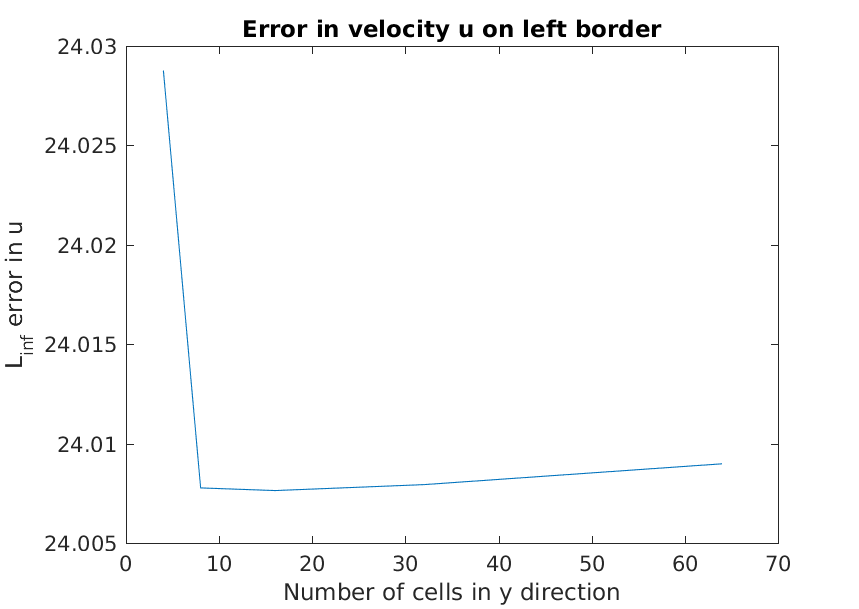 Error in velocity u on left border
24.03
24.025
24.02
24.015
24.01
24.005
L_inf error in u
0 10 20 30 40 50 60 70
Number of cells in y direction